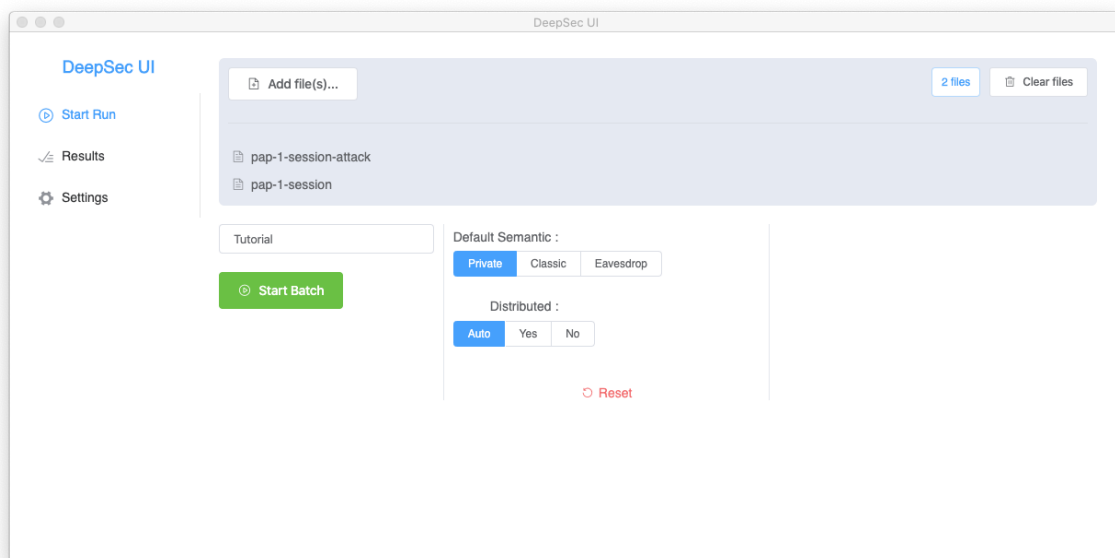 DeepSec UI
DeepSec UI
Start Run
Results
Settings
Add file(s)...
2 files
Clear files
pap-1-session-attack
pap-1-session
Tutorial
Start Batch
Default Semantic :
Private Classic Eavesdrop
Distributed :
Auto Yes No
Reset